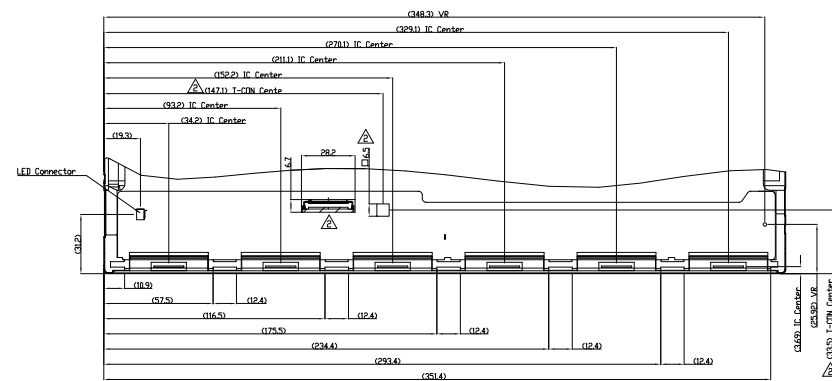 (348.3) VR
(329.1) IC Center
(270.1) IC Center
(211.1) IC Center
(152.2) IC Center
2 (147.1) T-CON Cente
(93.2) IC Center
(34.2) IC Center
(19.3)
28.2
6.7
2
□6.5
LED Connector
2
(31.2)
(10.9)
(57.5)
(12.4)
(116.5)
(12.4)
(175.5)
(12.4)
(234.4)
(12.4)
(293.4)
(12.4)
(351.4)
(3.69) IC Center
(25.92) VR
2 (33.5) T-CON Center